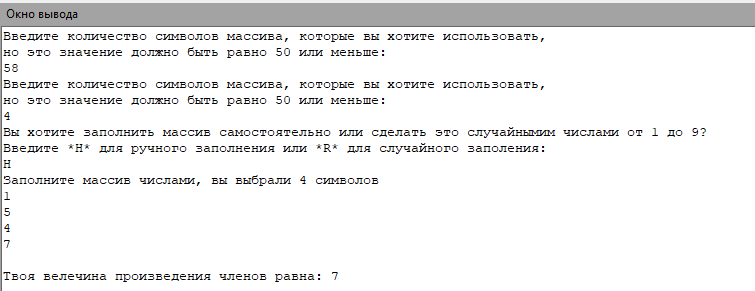 Окно вывода
Введите количество символов массива, которые вы хотите использовать,
но это значение должно быть равно 50 или меньше:
58
Введите количество символов массива, которые вы хотите использовать,
но это значение должно быть равно 50 или меньше:
4
Вы хотите заполнить массив самостоятельно или сделать это случайнымим числами от 1 до 9?
Введите *H* для ручного заполнения или *R* для случайного заполения:
H
Заполните массив числами, вы выбрали 4 символов
1
5
4
7
Твоя велечина произведения членов равна: 7